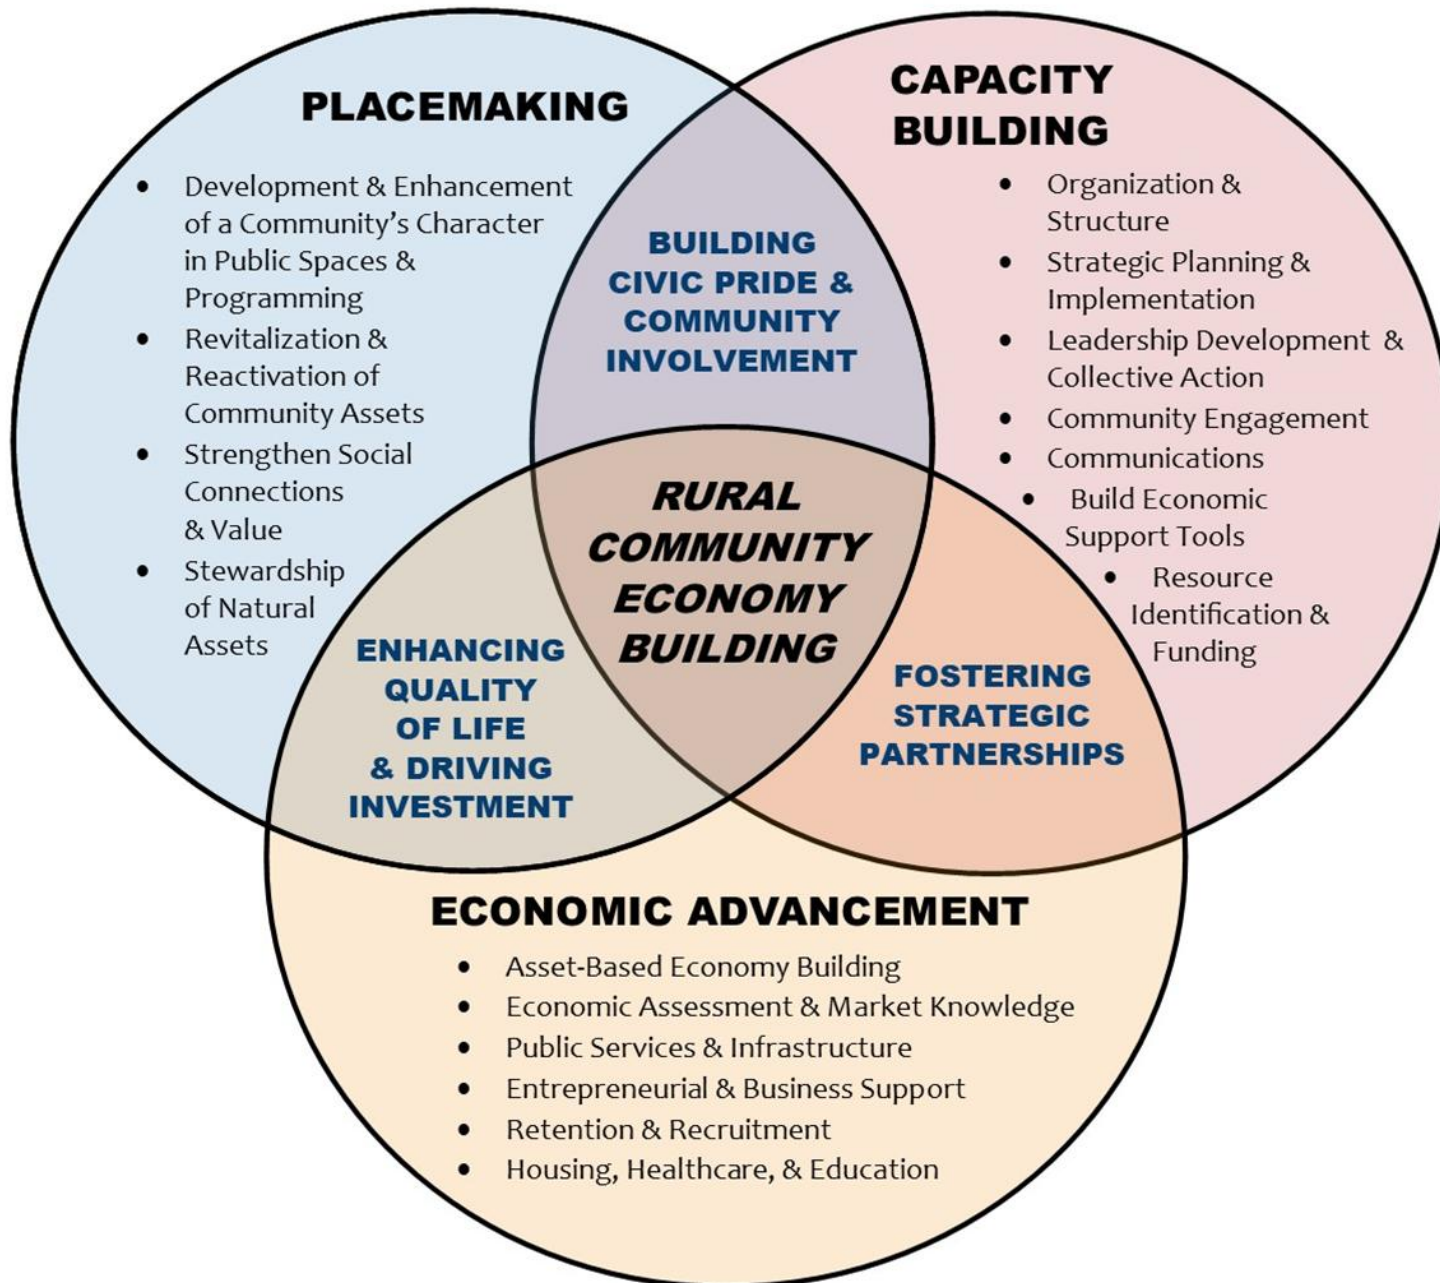 PLACEMAKING
• Development & Enhancement
of a Community’s Character
in Public Spaces &
Programming
• Revitalization &
Reactivation of
Community Assets
• Strengthen Social
Connections
& Value
• Stewardship
of Natural
Assets
CAPACITY
BUILDING
• Organization &
Structure
• Strategic Planning &
Implementation
• Leadership Development &
Collective Action
• Community Engagement
• Communications
• Build Economic
Support Tools
• Resource
Identification &
Funding
BUILDING
CIVIC PRIDE &
COMMUNITY
INVOLVEMENT
RURAL
COMMUNITY
ECONOMY
BUILDING
ENHANCING
QUALITY
OF LIFE
& DRIVING
INVESTMENT
FOSTERING
STRATEGIC
PARTNERSHIPS
ECONOMIC ADVANCEMENT
• Asset-Based Economy Building
• Economic Assessment & Market Knowledge
• Public Services & Infrastructure
• Entrepreneurial & Business Support
• Retention & Recruitment
• Housing, Healthcare, & Education